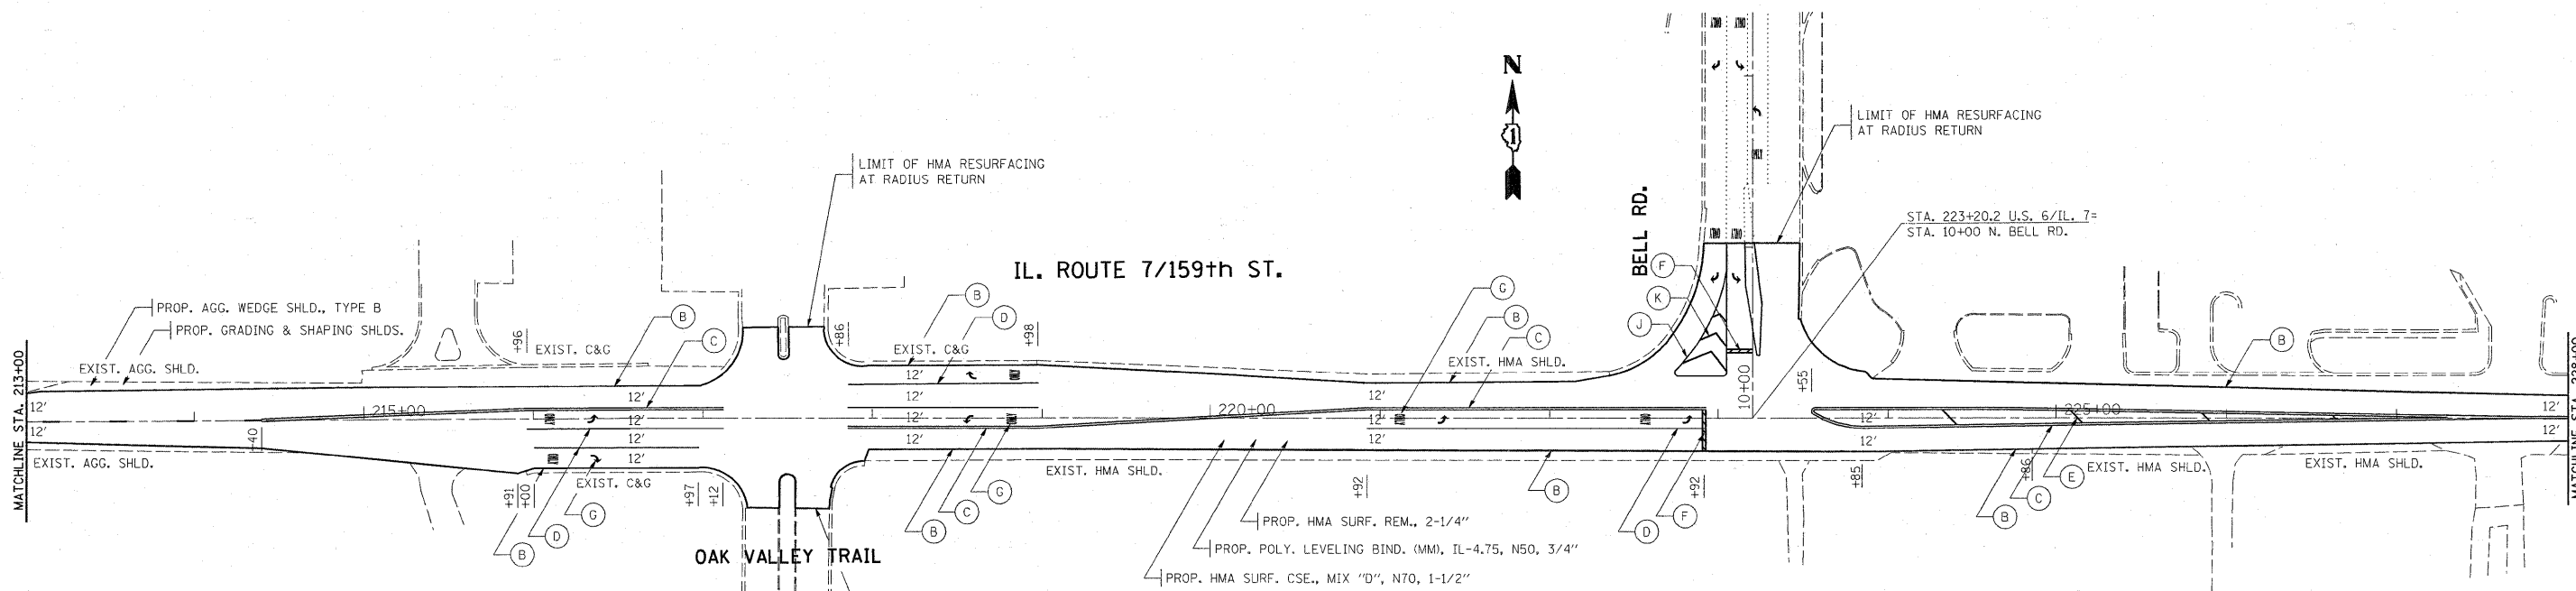 N
1
LIMIT OF HMA RESURFACING
AT RADIUS RETURN
LIMIT OF HMA RESURFACING
AT RADIUS RETURN
BELL RD.
STA. 223+20.2 U.S. 6/IL. 7=
STA. 10+00 N. BELL RD.
IL. ROUTE 7/159th ST.
PROP. AGG. WEDGE SHLD., TYPE B
PROP. GRADING & SHAPING SHLDS.
EXIST. AGG. SHLD.
MATCHLINE STA. 213+00
+96
EXIST. C&G
B
C
+86
EXIST. C&G
B
D
+98
G
B
C
EXIST. HMA SHLD.
F
K
J
10+00
+55
B
12'
12'
215+00
12'
12'
12'
12'
12'
12'
12'
12'
12'
ONLY
220+00
12'
12'
12'
12'
12'
225+00
12'
12'
+40
EXIST. AGG. SHLD.
+91
+00
EXIST. C&G
+97
+12
B
D
G
OAK VALLEY TRAIL
B
C
G
EXIST. HMA SHLD.
+92
B
PROP. HMA SURF. REM., 2-1/4"
PROP. POLY. LEVELING BIND. (MM), IL-4.75, N50, 3/4"
PROP. HMA SURF. CSE., MIX "D", N70, 1-1/2"
+92
D
F
+85
B
C
E
+86
EXIST. HMA SHLD.
EXIST. HMA SHLD.